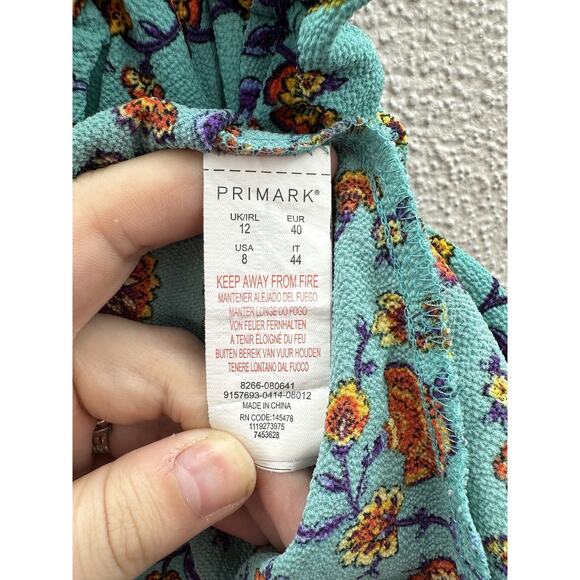 PRIMARK®
UK/IRL EUR
12 40
USA IT
8 44
KEEP AWAY FROM FIRE
MANTENER ALEJADO DEL FUEGO
MANTER LONGE DO FOGO
VON FEUER FERNHALTEN
À TENIR ÉLOIGNÉ DU FEU
BUITEN BEREIK VAN VUUR HOUDEN
TENERE LONTANO DAL FUOCO
8266-080641
9157693-0414-08012
MADE IN CHINA
RN CODE:145478
1119273975
7453628